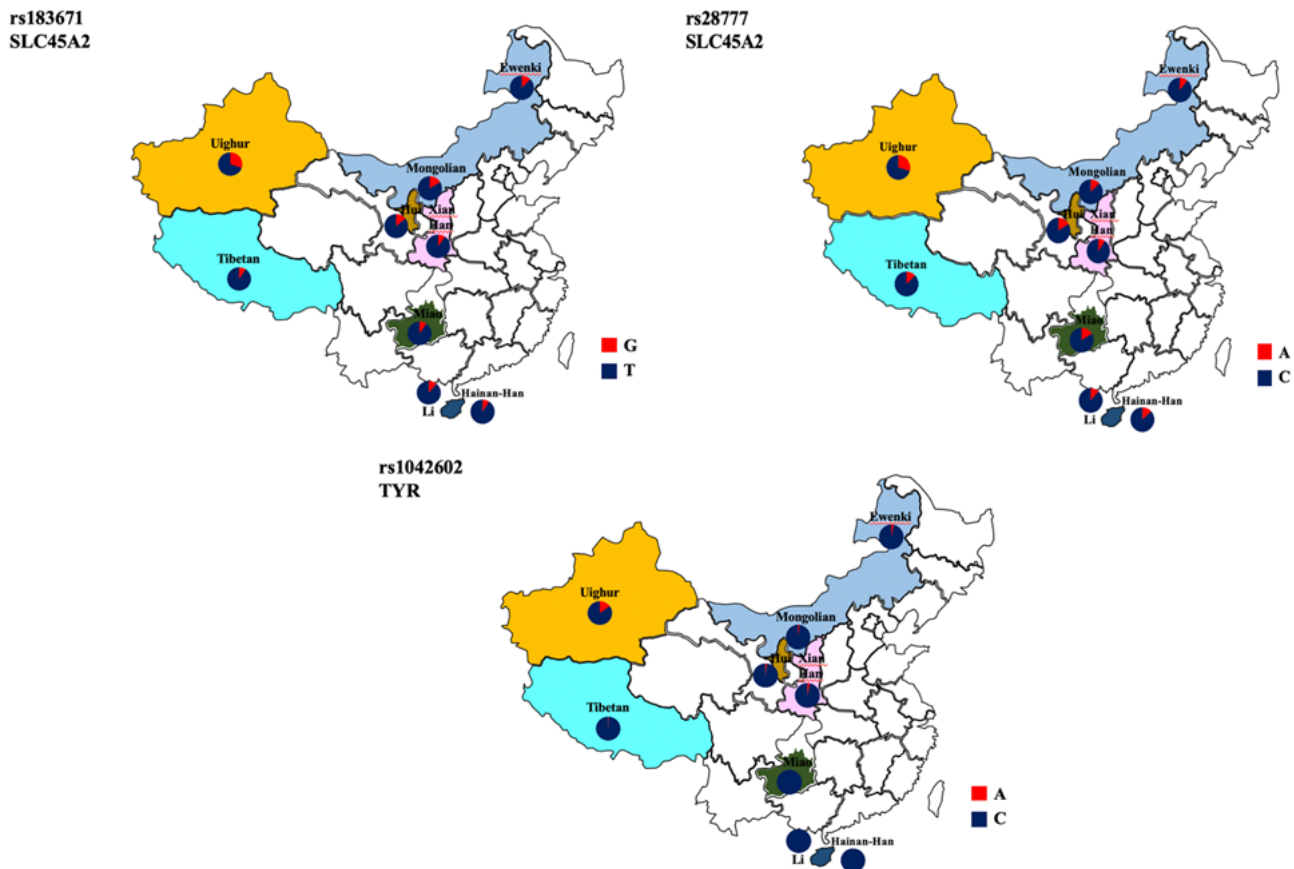 rs183671
SLC45A2
Ewenki
Uighur
Mongolian
Hui
Xian
Han
Tibetan
Miao
G
T
Li
Hainan-Han
rs28777
SLC45A2
Ewenki
Uighur
Mongolian
Hui
Xian
Han
Tibetan
Miao
A
C
Li
Hainan-Han
rs1042602
TYR
Ewenki
Uighur
Mongolian
Hui
Xian
Han
Tibetan
Miao
A
C
Li
Hainan-Han